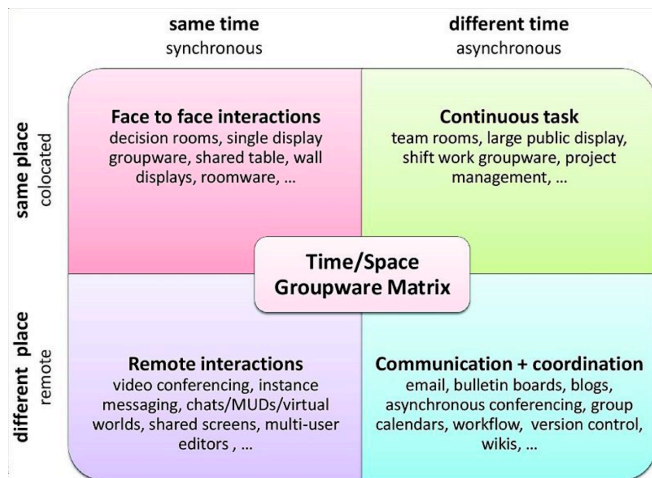 same time
synchronous
different time
asynchronous
same place
colocated
Face to face interactions
decision rooms, single display
groupware, shared table, wall
displays, roomware, ...
Continuous task
team rooms, large public display,
shift work groupware, project
management, ...
Time/Space
Groupware Matrix
different place
remote
Remote interactions
video conferencing, instance
messaging, chats/MUDs/virtual
worlds, shared screens, multi-user
editors , ...
Communication + coordination
email, bulletin boards, blogs,
asynchronous conferencing, group
calendars, workflow, version control,
wikis, ...